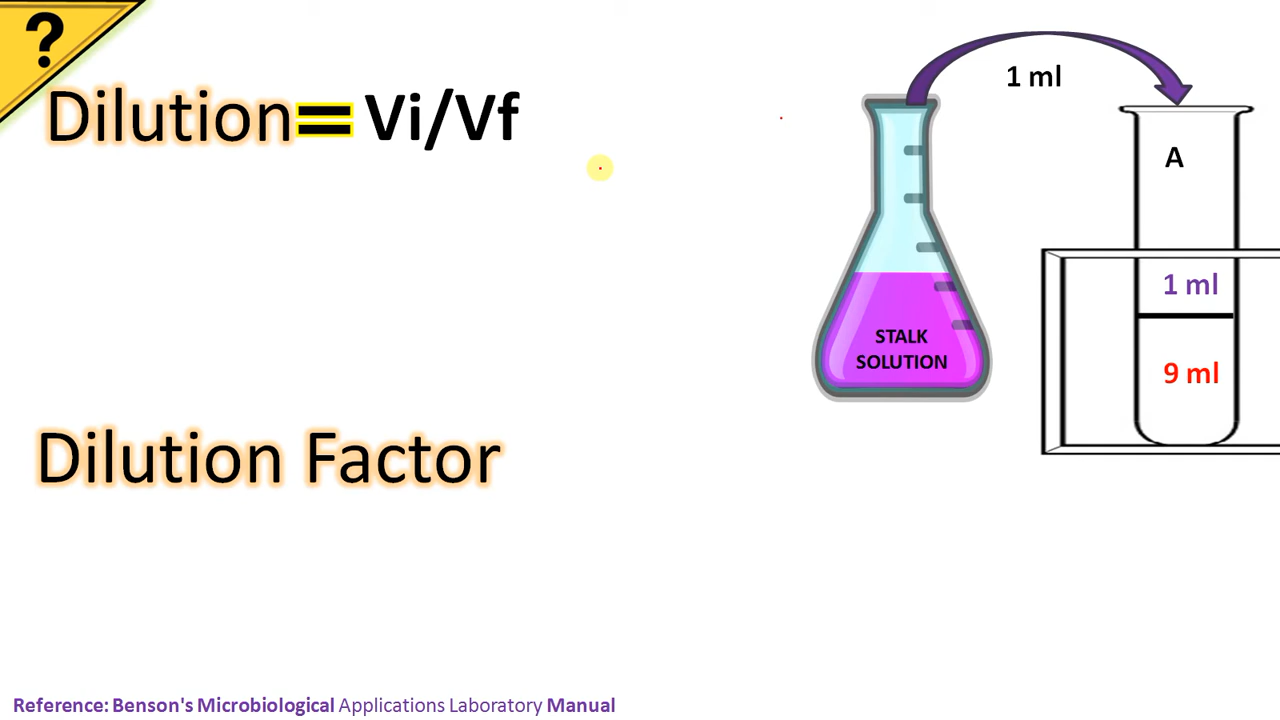 ?
Dilution= Vi/Vf
1 ml
A
1 ml
9 ml
STALK
SOLUTION
Dilution Factor
Reference: Benson's Microbiological Applications Laboratory Manual